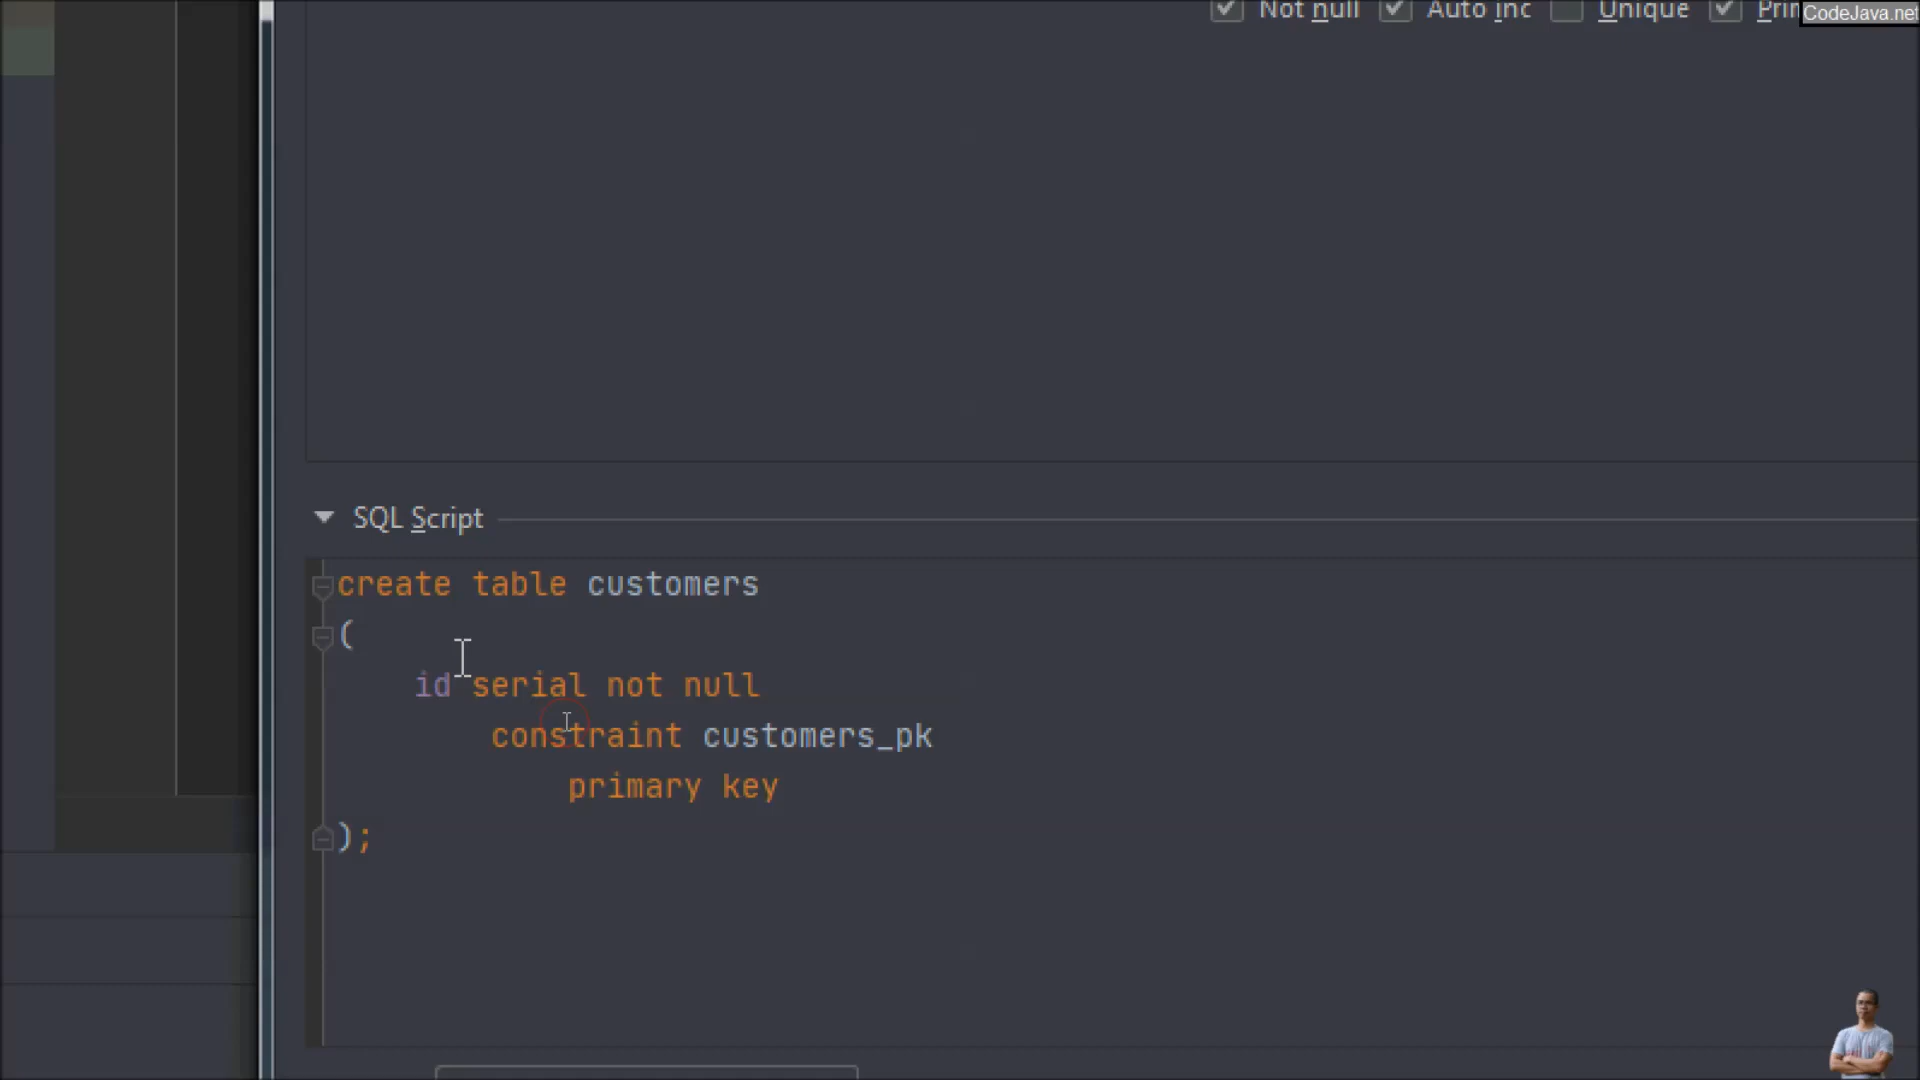 Not null Auto inc Unique
CodeJava.net
SQL Script
create table customers
(
id serial not null
constraint customers_pk
primary key
);